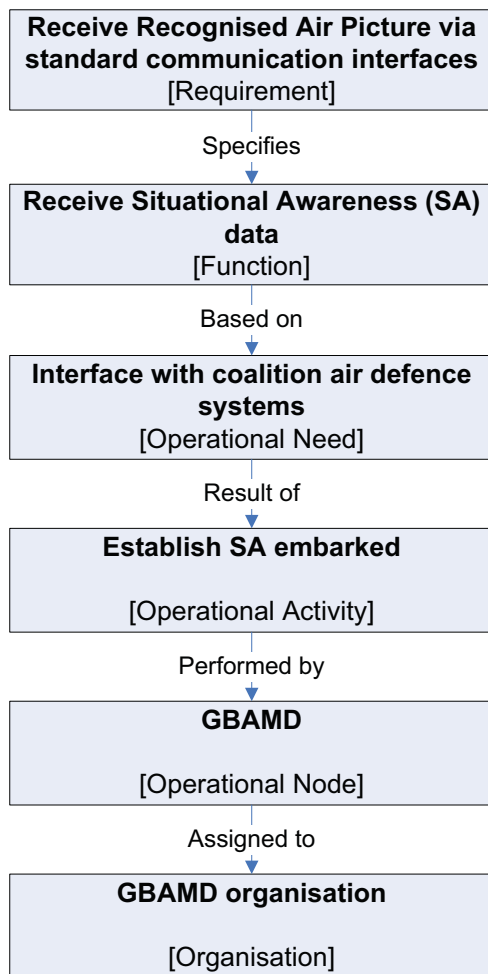 Receive Recognised Air Picture via
standard communication interfaces
[Requirement]
Specifies
Receive Situational Awareness (SA)
data
[Function]
Based on
Interface with coalition air defence
systems
[Operational Need]
Result of
Establish SA embarked
[Operational Activity]
Performed by
GBAMD
[Operational Node]
Assigned to
GBAMD organisation
[Organisation]